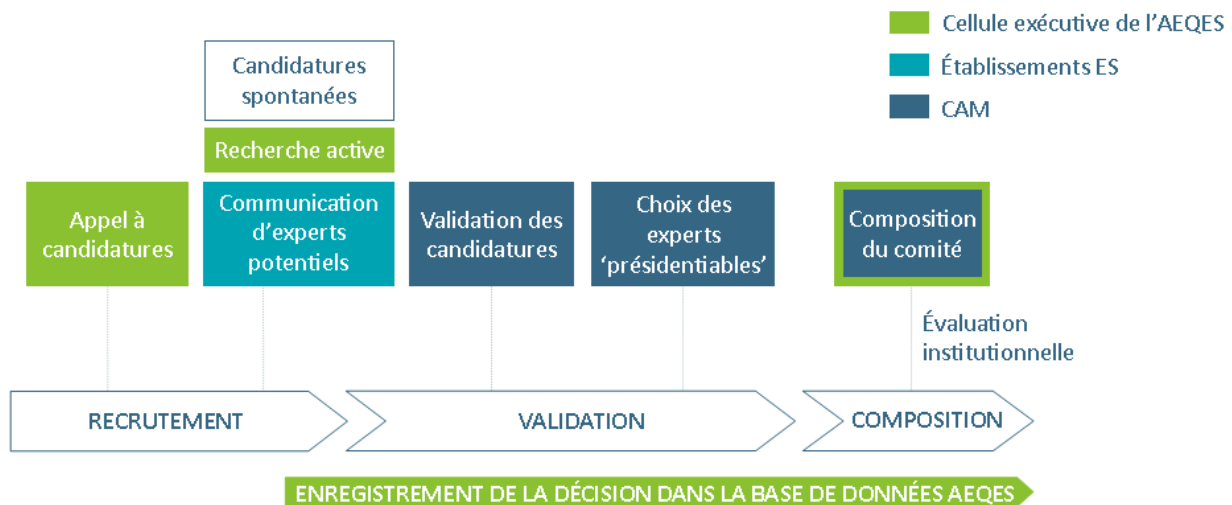 Cellule exécutive de l'AEQES
Établissements ES
CAM
Candidatures
spontanées
Recherche active
Appel à
candidatures
Communication
d'experts
potentiels
Validation des
candidatures
Choix des
experts
'présidentiables'
Composition
du comité
Évaluation
institutionnelle
RECRUTEMENT
VALIDATION
COMPOSITION
ENREGISTREMENT DE LA DÉCISION DANS LA BASE DE DONNÉES AEQES